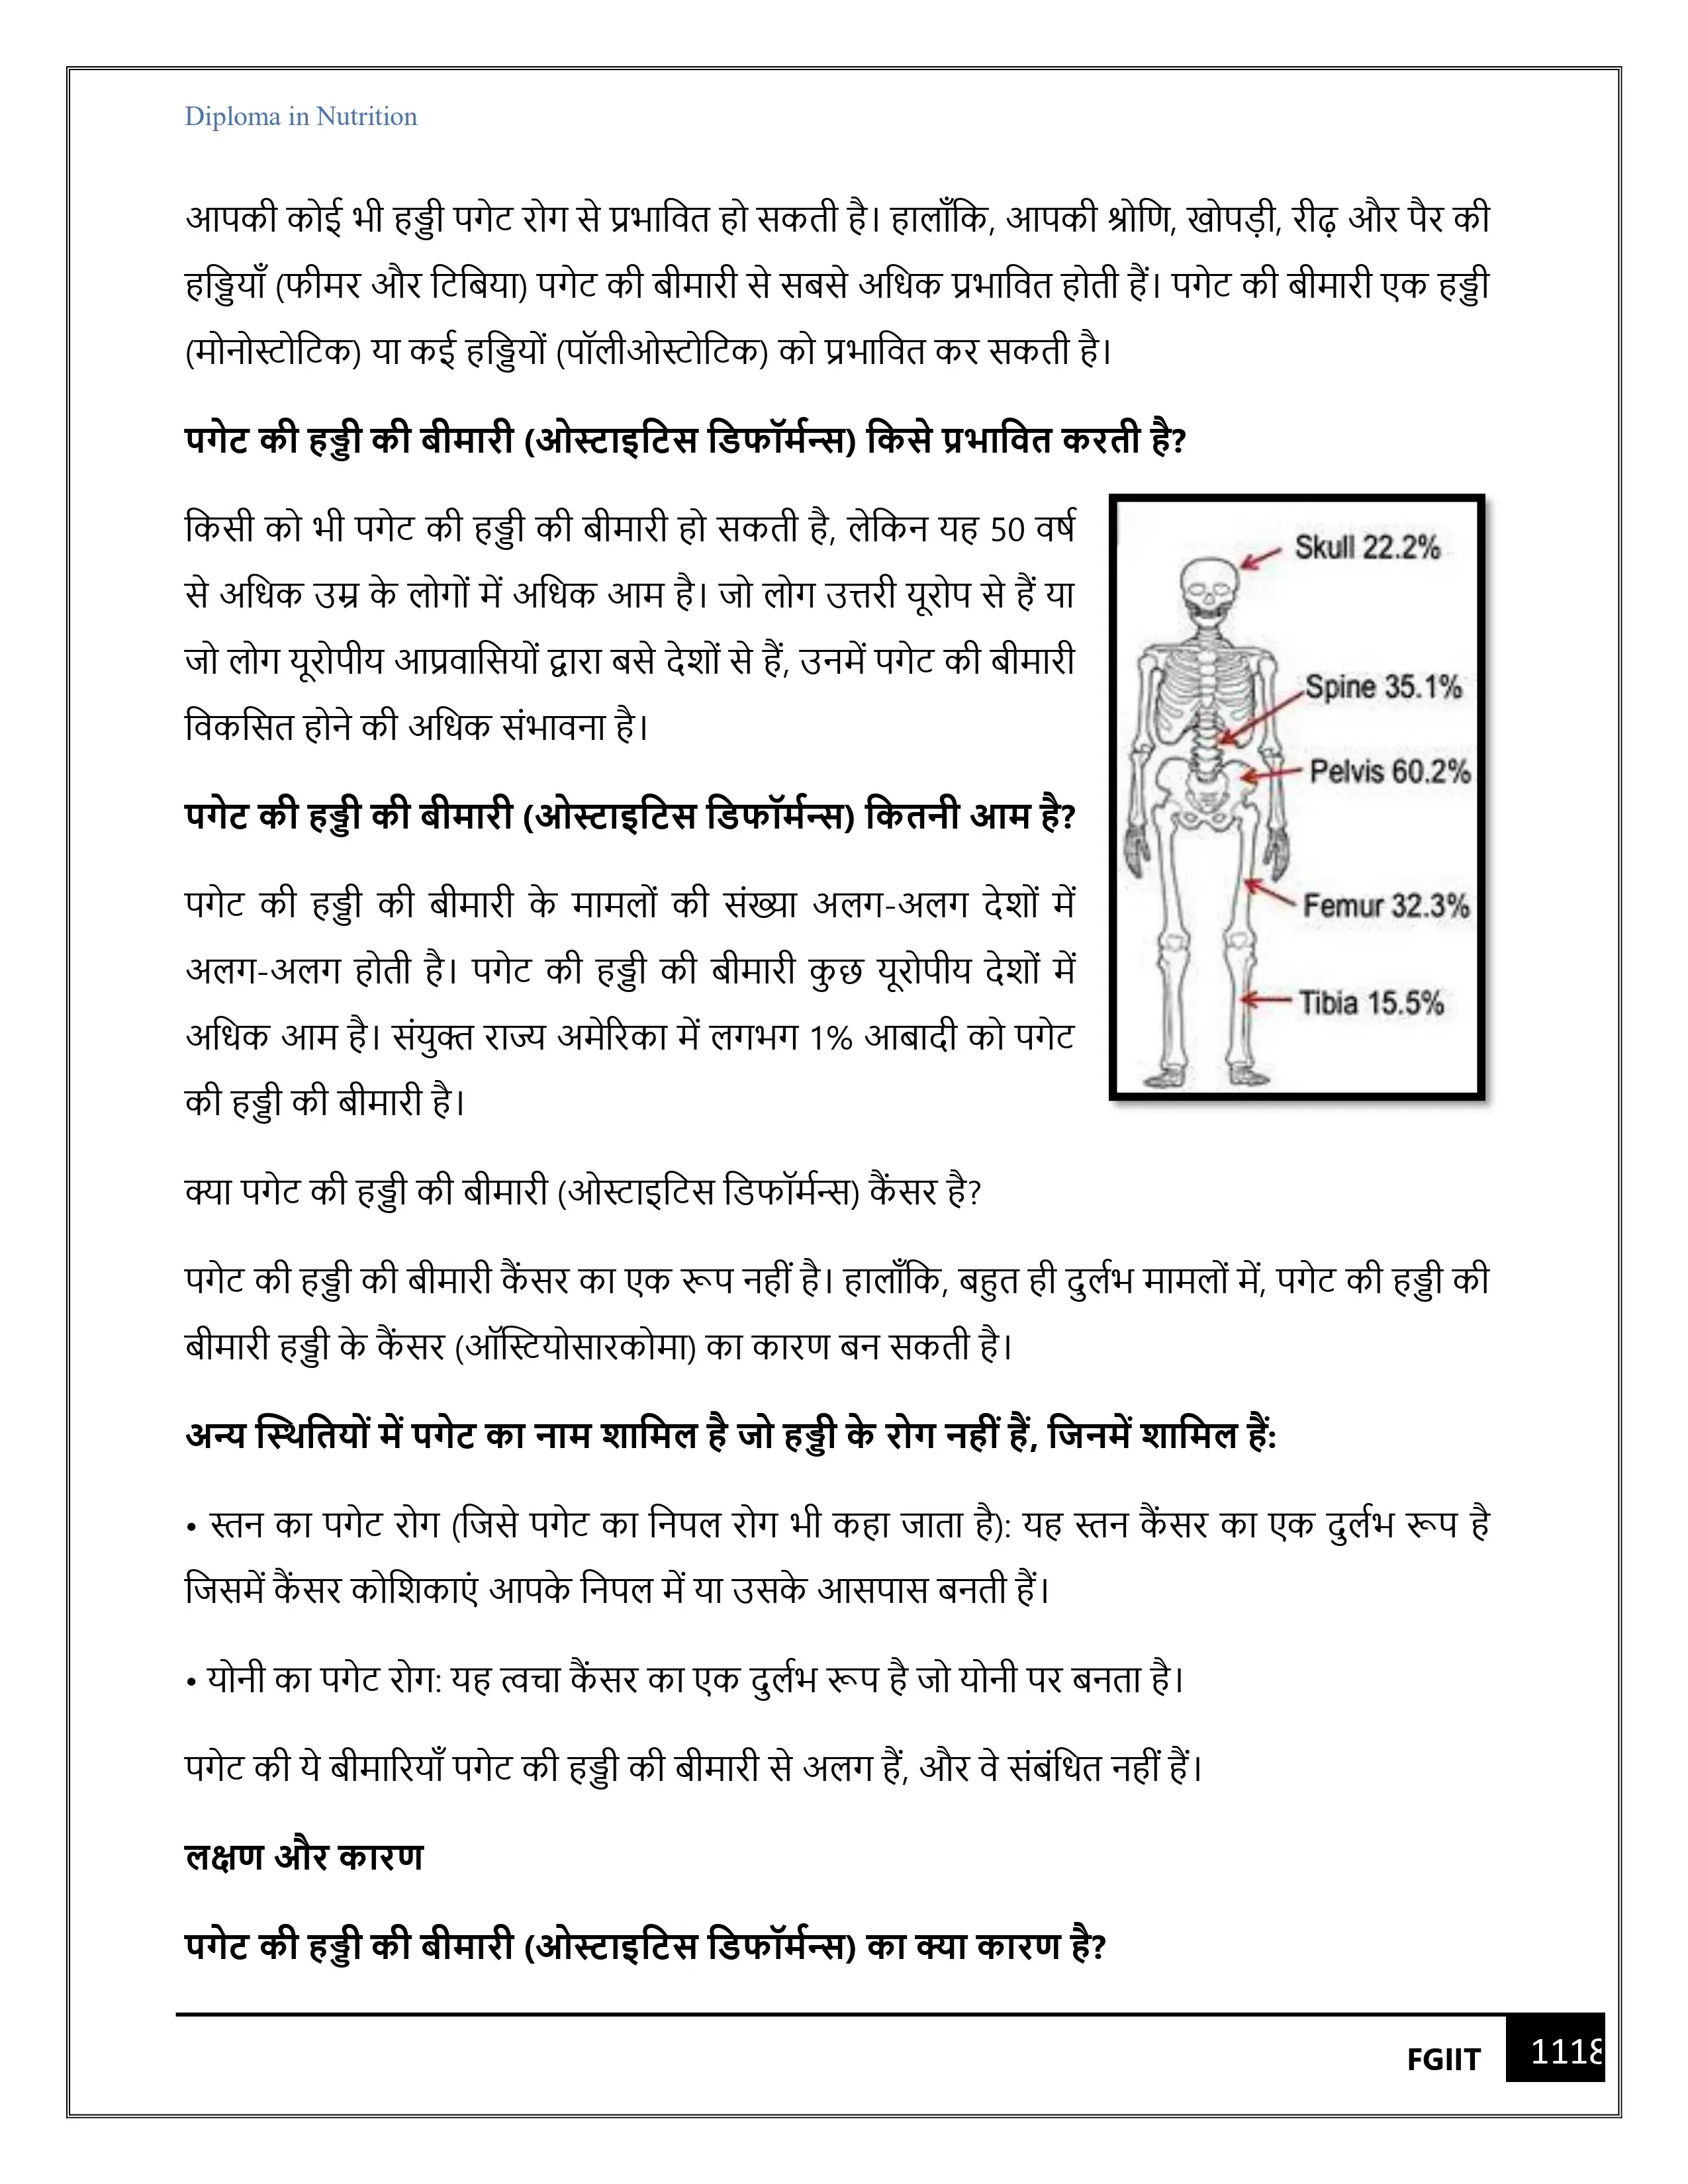 Diploma in Nutrition
आपकी कोई भी हड्डी पगेट रोग से प्रभावित हो सकती है। हालाँकि, आपकी श्रोणि, खोपड़ी, रीढ़ और पैर की
हड्डियाँ (फीमर और टिबिया) पगेट की बीमारी से सबसे अधिक प्रभावित होती हैं। पगेट की बीमारी एक हड्डी
(मोनोस्टोटिक) या कई हड्डियों (पॉलीओस्टोटिक) को प्रभावित कर सकती है।
पगेट की हड्डी की बीमारी (ओस्टाइटिस डिफॉर्मन्स) किसे प्रभावित करती है?
किसी को भी पगेट की हड्डी की बीमारी हो सकती है, लेकिन यह 50 वर्ष
से अधिक उम्र के लोगों में अधिक आम है। जो लोग उत्तरी यूरोप से हैं या
जो लोग यूरोपीय आप्रवासियों द्वारा बसे देशों से हैं, उनमें पगेट की बीमारी
विकसित होने की अधिक संभावना है।
पगेट की हड्डी की बीमारी (ओस्टाइटिस डिफॉर्मन्स) कितनी आम है?
पगेट की हड्डी की बीमारी के मामलों की संख्या अलग-अलग देशों में
अलग-अलग होती है। पगेट की हड्डी की बीमारी कुछ यूरोपीय देशों में
अधिक आम है। संयुक्त राज्य अमेरिका में लगभग 1% आबादी को पगेट
की हड्डी की बीमारी है।
Skull 22.2%
Spine 35.1%
Pelvis 60.2%
Femur 32.3%
Tibia 15.5%
क्या पगेट की हड्डी की बीमारी (ओस्टाइटिस डिफॉर्मन्स) कैंसर है?
पगेट की हड्डी की बीमारी कैंसर का एक रूप नहीं है। हालाँकि, बहुत ही दुर्लभ मामलों में, पगेट की हड्डी की
बीमारी हड्डी के कैंसर (ऑस्टियोसारकोमा) का कारण बन सकती है।
अन्य स्थितियों में पगेट का नाम शामिल है जो हड्डी के रोग नहीं हैं, जिनमें शामिल हैं:
• स्तन का पगेट रोग (जिसे पगेट का निपल रोग भी कहा जाता है): यह स्तन कैंसर का एक दुर्लभ रूप है
जिसमें कैंसर कोशिकाएं आपके निपल में या उसके आसपास बनती हैं।
• योनी का पगेट रोग: यह त्वचा कैंसर का एक दुर्लभ रूप है जो योनी पर बनता है।
पगेट की ये बीमारियाँ पगेट की हड्डी की बीमारी से अलग हैं, और वे संबंधित नहीं हैं।
लक्षण और कारण
पगेट की हड्डी की बीमारी (ओस्टाइटिस डिफॉर्मन्स) का क्या कारण है?
FGIIT
1118